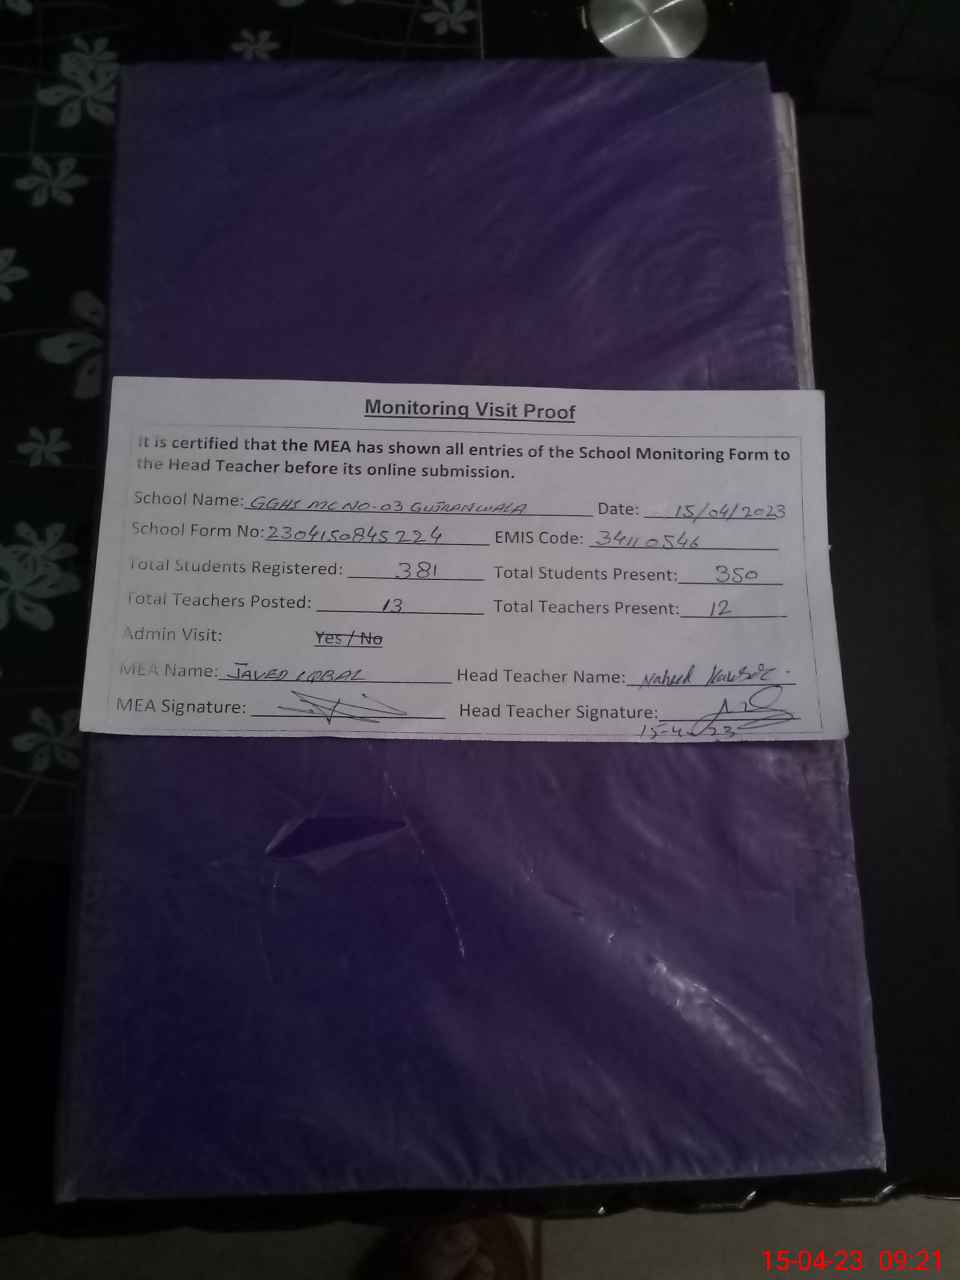 Monitoring Visit Proof
It is certified that the MEA has shown all entries of the School Monitoring Form to
the Head Teacher before its online submission.
School Name: GGHS MC NO-03 GUJRANWALA Date: 15/04/2023
School Form No: 2304150845224 EMIS Code: 34110546
Total Students Registered: 381 Total Students Present: 350
Total Teachers Posted: 13 Total Teachers Present: 12
Admin Visit: Yes / No
MEA Name: JAVED IQBAL Head Teacher Name: Naheed Kausar
MEA Signature: Head Teacher Signature:
15-4-23
15-04-23 09:21